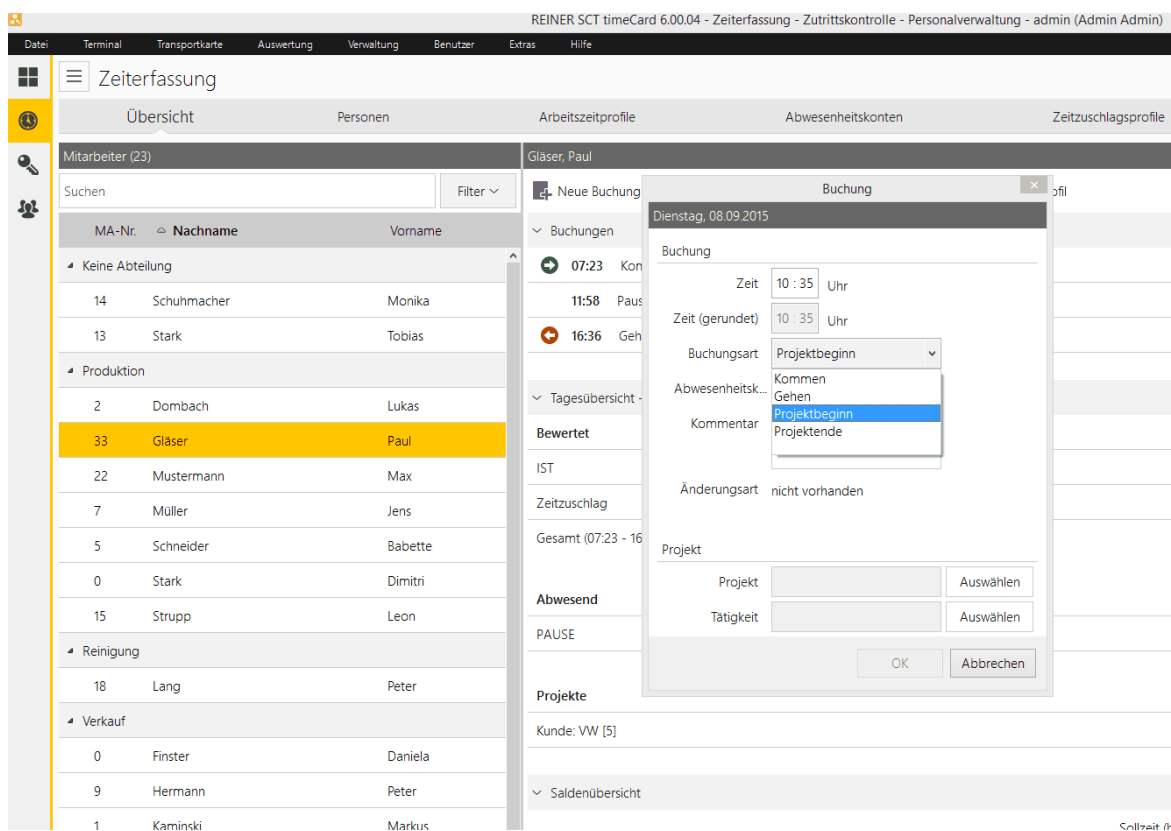 REINER SCT timeCard 6.00.04 - Zeiterfassung - Zutrittskontrolle - Personalverwaltung - admin (Admin Admin)
Datei Terminal Transportkarte Auswertung Verwaltung Benutzer Extras Hilfe
Zeiterfassung
Übersicht Personen Arbeitszeitprofile Abwesenheitskonten Zeitzuschlagsprofile
Mitarbeiter (23)
Suchen Filter
MA-Nr. Nachname Vorname
Keine Abteilung
14 Schuhmacher Monika
13 Stark Tobias
Produktion
2 Dombach Lukas
33 Gläser Paul
22 Mustermann Max
7 Müller Jens
5 Schneider Babette
0 Stark Dimitri
15 Strupp Leon
Reinigung
18 Lang Peter
Verkauf
0 Finster Daniela
9 Hermann Peter
1 Kaminski Markus
Gläser, Paul
Neue Buchung
Buchungen
07:23 Kon
11:58 Paus
16:36 Geh
Tagesübersicht -
Bewertet
IST
Zeitzuschlag
Gesamt (07:23 - 16
Abwesend
PAUSE
Projekte
Kunde: VW [5]
Saldenübersicht
Buchung
Dienstag, 08.09.2015
Buchung
Zeit 10 : 35 Uhr
Zeit (gerundet) 10 : 35 Uhr
Buchungsart Projektbeginn
Kommen
Gehen
Projektbeginn
Projektende
Abwesenheitsk...
Kommentar
Änderungsart nicht vorhanden
Projekt
Projekt Auswählen
Tätigkeit Auswählen
OK Abbrechen